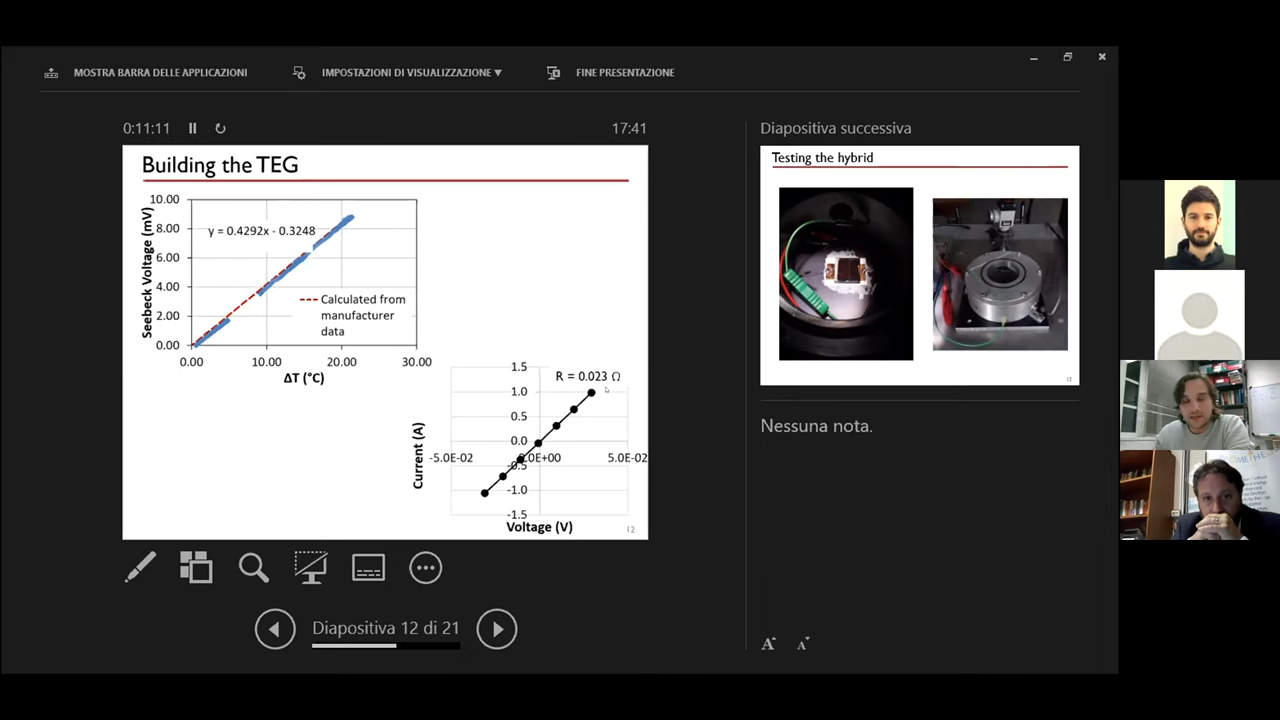 MOSTRA BARRA DELLE APPLICAZIONI
IMPOSTAZIONI DI VISUALIZZAZIONE ▼
FINE PRESENTAZIONE
0:11:11
17:41
Building the TEG
Seebeck Voltage (mV)
10.00
8.00
6.00
4.00
2.00
0.00
y = 0.4292x - 0.3248
Calculated from
manufacturer
data
0.00 10.00 20.00 30.00
ΔT (°C)
Current (A)
1.5
1.0
0.5
0.0
-0.5
-1.0
-1.5
R = 0.023 Ω
-5.0E-02 0.0E+00 5.0E-02
Voltage (V)
12
Diapositiva successiva
Testing the hybrid
13
Nessuna nota.
Diapositiva 12 di 21
A A